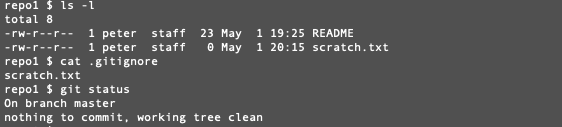 repo1 $ ls -l
total 8
-rw-r--r--  1 peter  staff  23 May  1 19:25 README
-rw-r--r--  1 peter  staff   0 May  1 20:15 scratch.txt
repo1 $ cat .gitignore
scratch.txt
repo1 $ git status
On branch master
nothing to commit, working tree clean